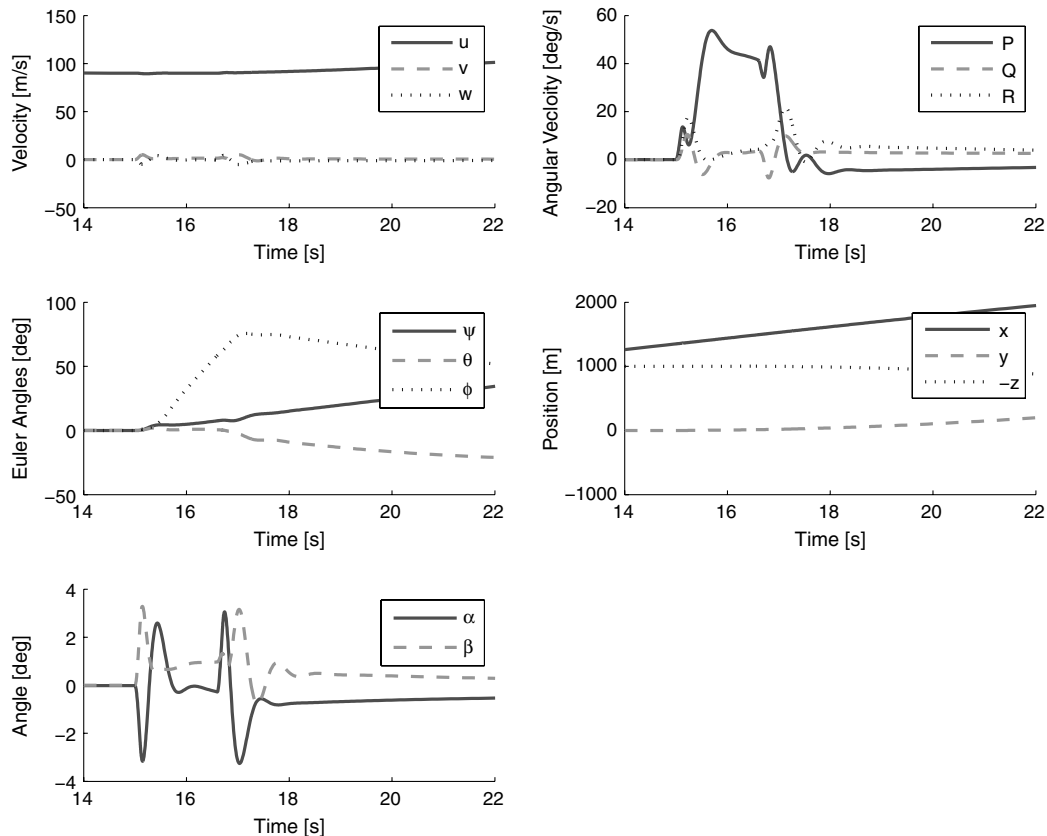 150
100
50
0
−50
Velocity [m/s]
u
v
w
14 16 18 20 22
Time [s]
60
40
20
0
−20
Angular Vecloity [deg/s]
P
Q
R
14 16 18 20 22
Time [s]
100
50
0
−50
Euler Angles [deg]
ψ
θ
ϕ
14 16 18 20 22
Time [s]
2000
1000
0
−1000
Position [m]
x
y
−z
14 16 18 20 22
Time [s]
4
2
0
−2
−4
Angle [deg]
α
β
14 16 18 20 22
Time [s]